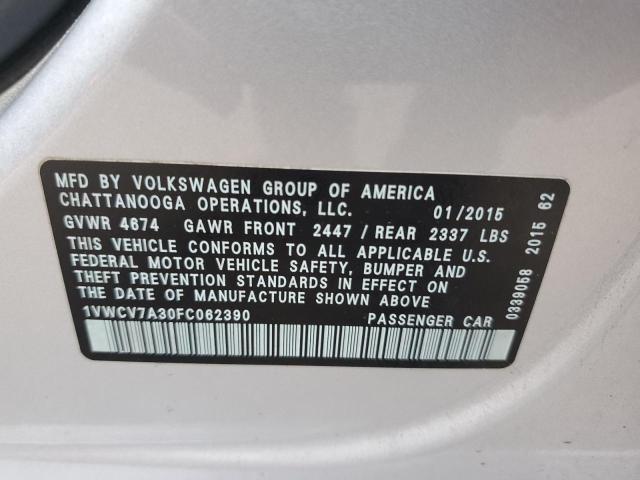 MFD BY VOLKSWAGEN GROUP OF AMERICA
CHATTANOOGA OPERATIONS, LLC. 01/2015
GVWR 4674 GAWR FRONT 2447 / REAR 2337 LBS
THIS VEHICLE CONFORMS TO ALL APPLICABLE U.S.
FEDERAL MOTOR VEHICLE SAFETY, BUMPER AND
THEFT PREVENTION STANDARDS IN EFFECT ON
THE DATE OF MANUFACTURE SHOWN ABOVE
1VWCV7A30FC062390 PASSENGER CAR
0339058 2015 62